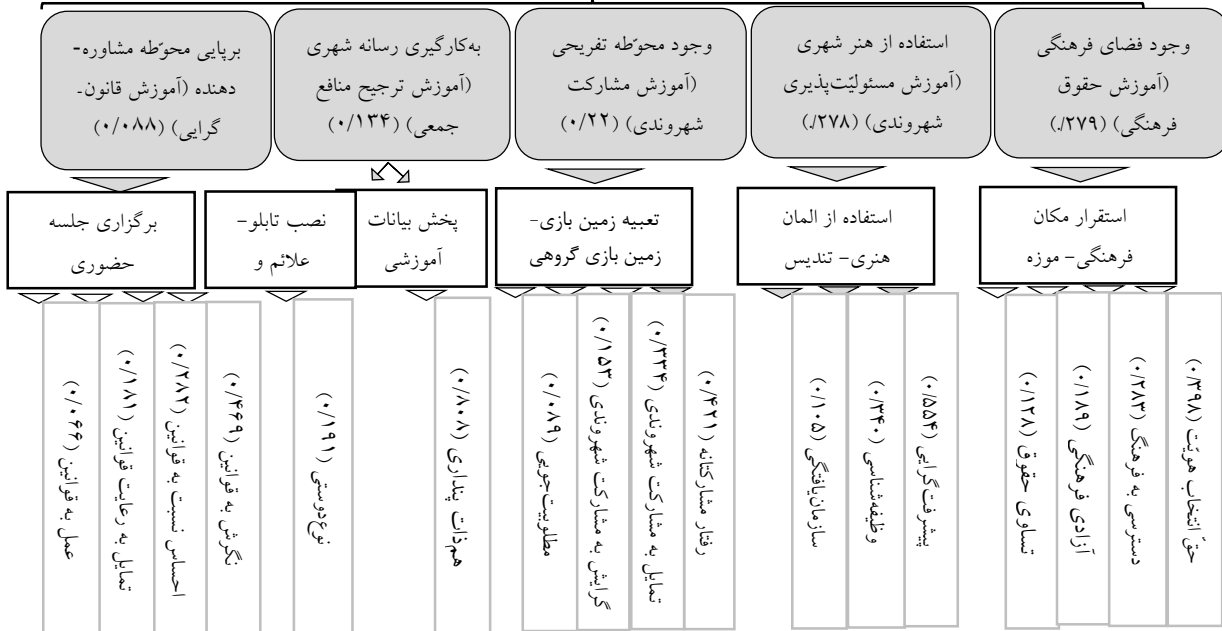 وجود فضای فرهنگی
(آموزش حقوق
فرهنگی) (۰/۲۷۹)
استفاده از هنر شهری
(آموزش مسئولیّت‌پذیری
شهروندی) (۰/۲۷۸)
وجود محوّطه تفریحی
(آموزش مشارکت
شهروندی) (۰/۲۲)
به‌کارگیری رسانه شهری
(آموزش ترجیح منافع
جمعی) (۰/۱۳۴)
برپایی محوّطه مشاوره-
دهنده (آموزش قانون-
گرایی) (۰/۰۸۸)
استقرار مکان
فرهنگی- موزه
استفاده از المان
هنری- تندیس
تعبیه زمین بازی-
زمین بازی گروهی
پخش بیانات
آموزشی
نصب تابلو-
علائم و
برگزاری جلسه
حضوری
حقّ انتخاب هویّت (۰/۳۹۸)
دسترسی به فرهنگ (۰/۲۸۳)
آزادی فرهنگی (۰/۱۸۹)
تساوی حقوق (۰/۱۲۸)
پیشرفت‌گرایی (۰/۵۵۴)
وظیفه‌شناسی (۰/۳۴۰)
سازمان‌یافتگی (۰/۱۰۵)
رفتار مشارکتانه (۰/۴۲۱)
تمایل به مشارکت شهروندی (۰/۳۳۴)
گرایش به مشارکت شهروندی (۰/۱۵۳)
مطلوبیت‌جویی (۰/۰۸۹)
هم‌ذات پنداری (۰/۸۰۸)
نوع‌دوستی (۰/۱۹۱)
نگرش به قوانین (۰/۴۶۹)
احساس نسبت به قوانین (۰/۲۸۲)
تمایل به رعایت قوانین (۰/۱۸۱)
عمل به قوانین (۰/۰۶۶)